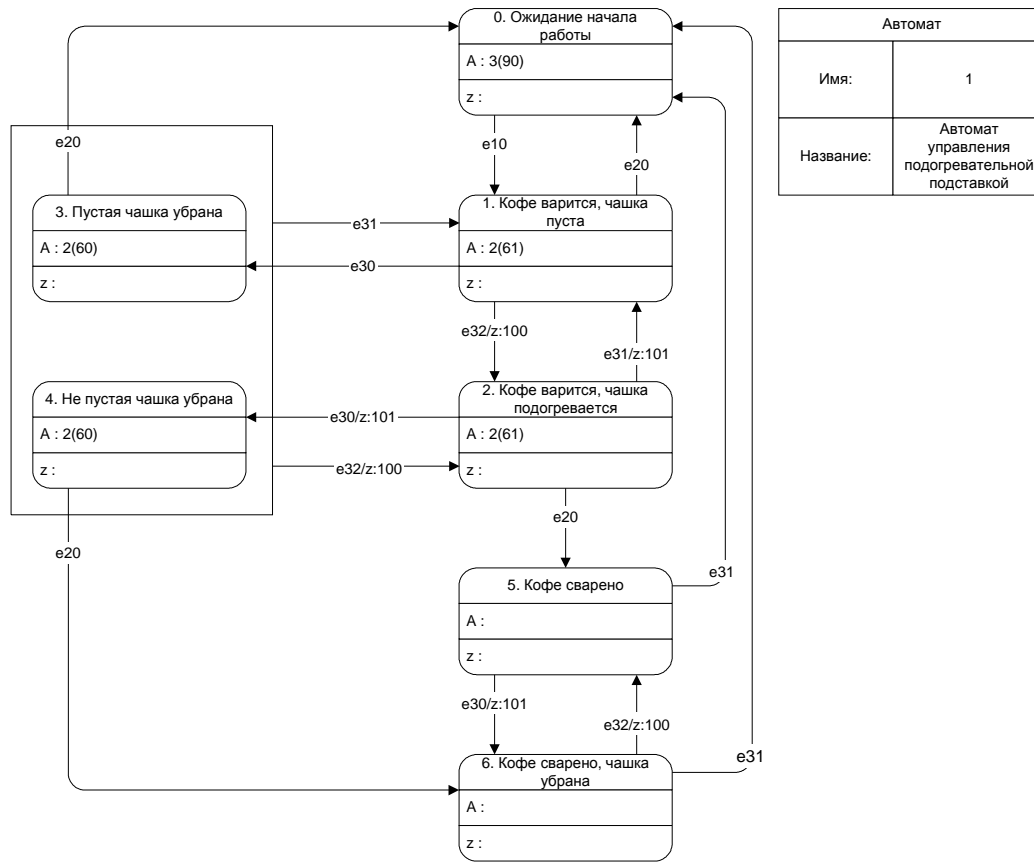 0. Ожидание начала
работы
A : 3(90)
z :
Автомат
Имя:
1
Название:
Автомат
управления
подогревательной
подставкой
e20
e10
e20
3. Пустая чашка убрана
A : 2(60)
z :
e31
e30
1. Кофе варится, чашка
пуста
A : 2(61)
z :
e32/z:100
e31/z:101
4. Не пустая чашка убрана
A : 2(60)
z :
e30/z:101
e32/z:100
2. Кофе варится, чашка
подогревается
A : 2(61)
z :
e20
e20
5. Кофе сварено
A :
z :
e31
e30/z:101
e32/z:100
e31
6. Кофе сварено, чашка
убрана
A :
z :